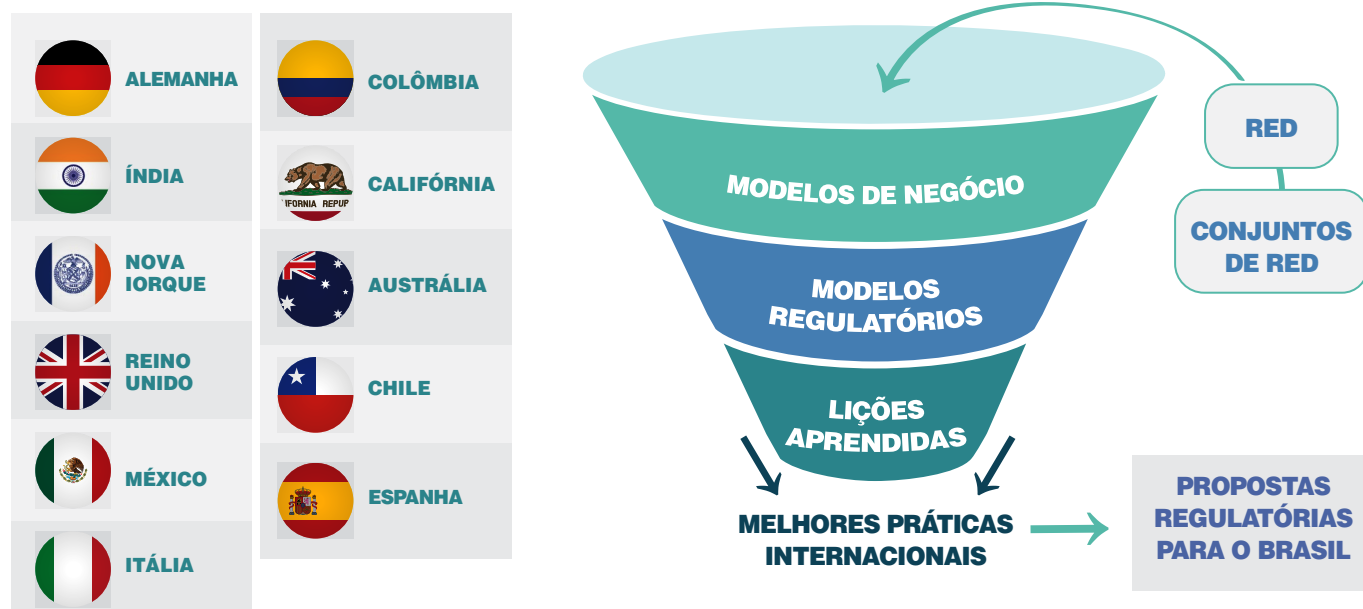 ALEMANHA
ÍNDIA
NOVA
IORQUE
REINO
UNIDO
MÉXICO
ITÁLIA
COLÔMBIA
IFORNIA REPUP
CALIFÓRNIA
AUSTRÁLIA
CHILE
ESPANHA
MODELOS DE NEGÓCIO
MODELOS
REGULATÓRIOS
LIÇÕES
APRENDIDAS
RED
CONJUNTOS
DE RED
MELHORES PRÁTICAS
INTERNACIONAIS
PROPOSTAS
REGULATÓRIAS
PARA O BRASIL